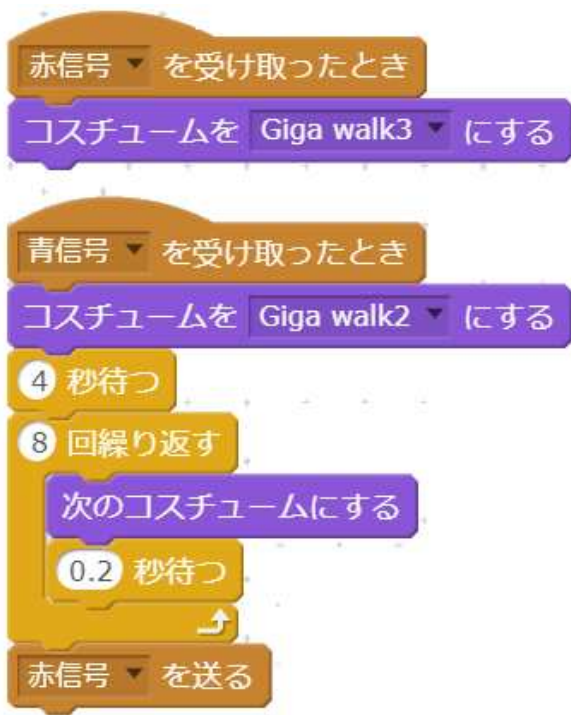 赤信号 を受け取ったとき
コスチュームを Giga walk3 にする
青信号 を受け取ったとき
コスチュームを Giga walk2 にする
4 秒待つ
8 回繰り返す
次のコスチュームにする
0.2 秒待つ
赤信号 を送る